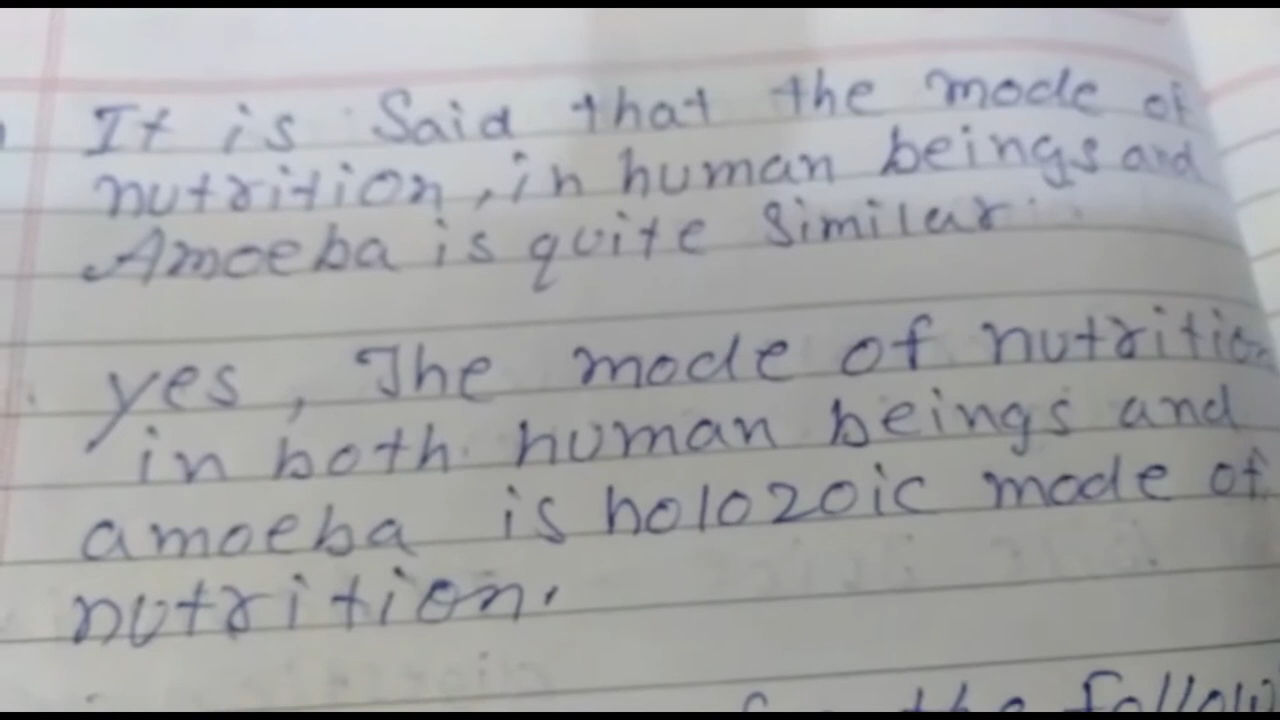 It is Said that the mode of
nutrition, in human beings and
Amoeba is quite Similar
yes, The mode of nutrition
in both human beings and
amoeba is holozoic mode of
nutrition.
the